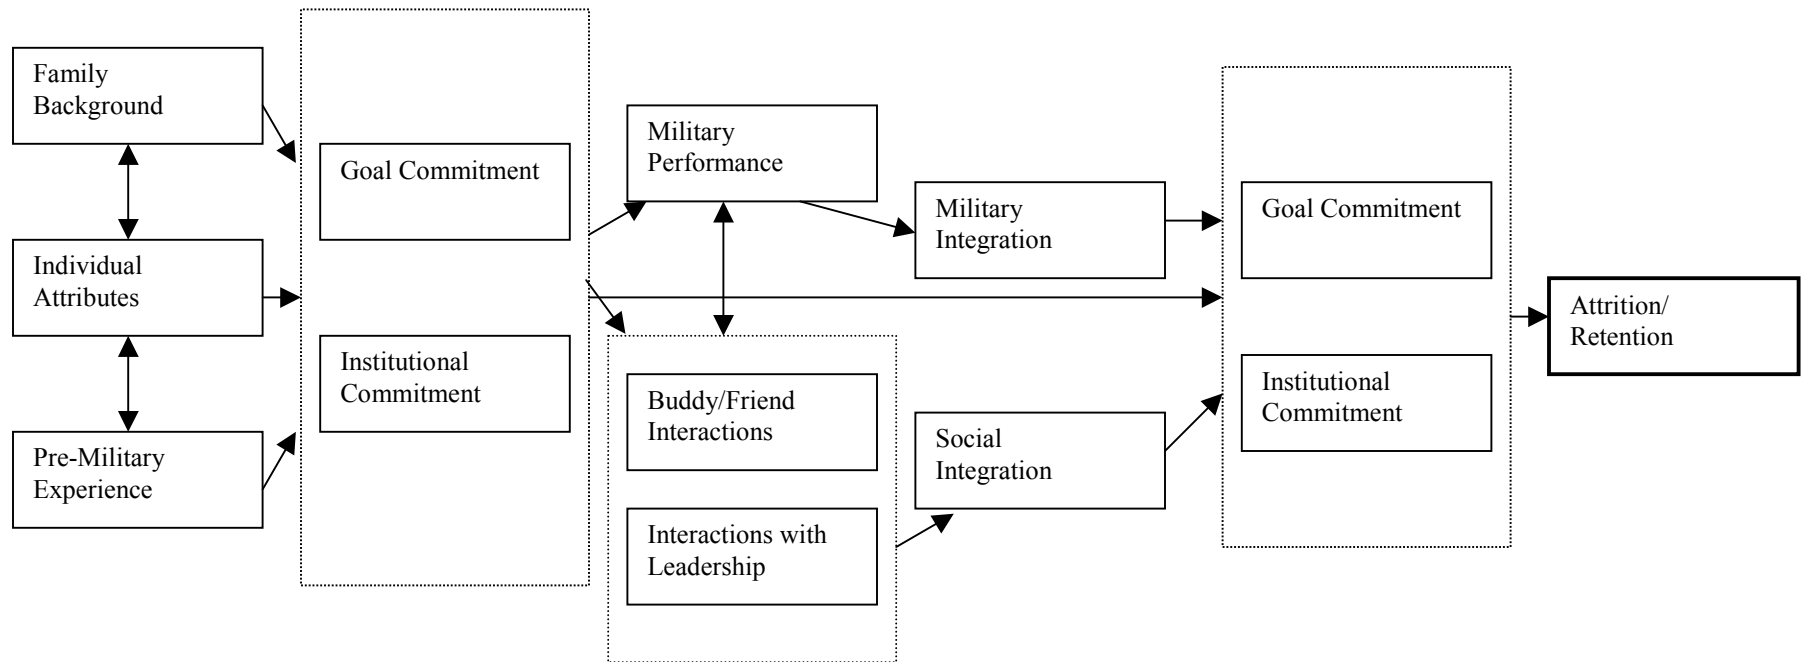 Family
Background
Individual
Attributes
Pre-Military
Experience
Goal Commitment
Institutional
Commitment
Military
Performance
Buddy/Friend
Interactions
Interactions with
Leadership
Military
Integration
Social
Integration
Goal Commitment
Institutional
Commitment
Attrition/
Retention